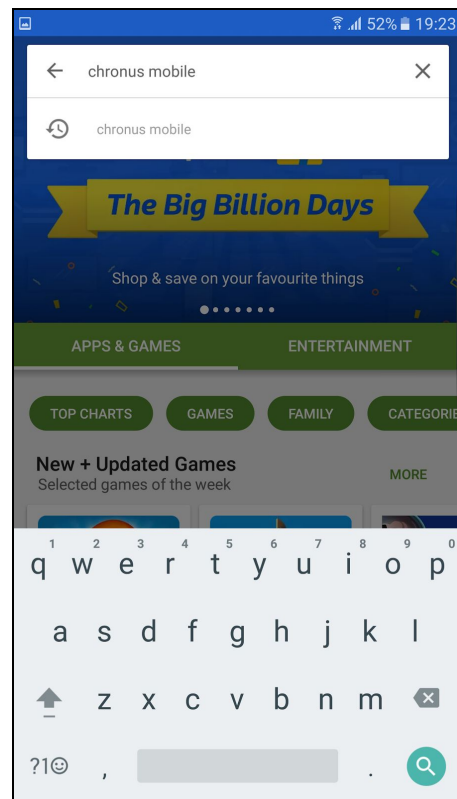 52% 19:23
chronus mobile
chronus mobile
The Big Billion Days
Shop & save on your favourite things
APPS & GAMES ENTERTAINMENT
TOP CHARTS GAMES FAMILY CATEGORIE
New + Updated Games
Selected games of the week
MORE
1 2 3 4 5 6 7 8 9 0
q w e r t y u i o p
a s d f g h j k l
z x c v b n m
?1☺ , .